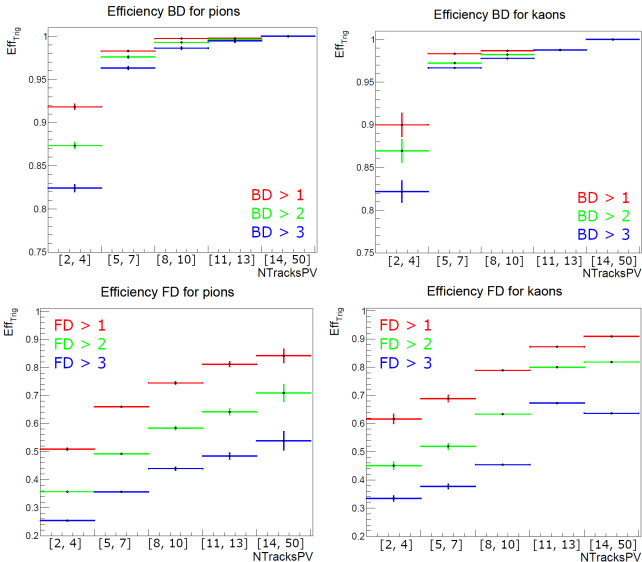 Efficiency BD for pions
Eff_Trig
1
0.95
0.9
0.85
0.8
0.75
BD > 1
BD > 2
BD > 3
[2, 4] [5, 7] [8, 10] [11, 13] [14, 50]
NTracksPV
Efficiency BD for kaons
Eff_Trig
1
0.95
0.9
0.85
0.8
0.75
BD > 1
BD > 2
BD > 3
[2, 4] [5, 7] [8, 10] [11, 13] [14, 50]
NTracksPV
Efficiency FD for pions
Eff_Trig
1
0.9
0.8
0.7
0.6
0.5
0.4
0.3
0.2
FD > 1
FD > 2
FD > 3
[2, 4] [5, 7] [8, 10] [11, 13] [14, 50]
NTracksPV
Efficiency FD for kaons
Eff_Trig
1
0.9
0.8
0.7
0.6
0.5
0.4
0.3
0.2
FD > 1
FD > 2
FD > 3
[2, 4] [5, 7] [8, 10] [11, 13] [14, 50]
NTracksPV